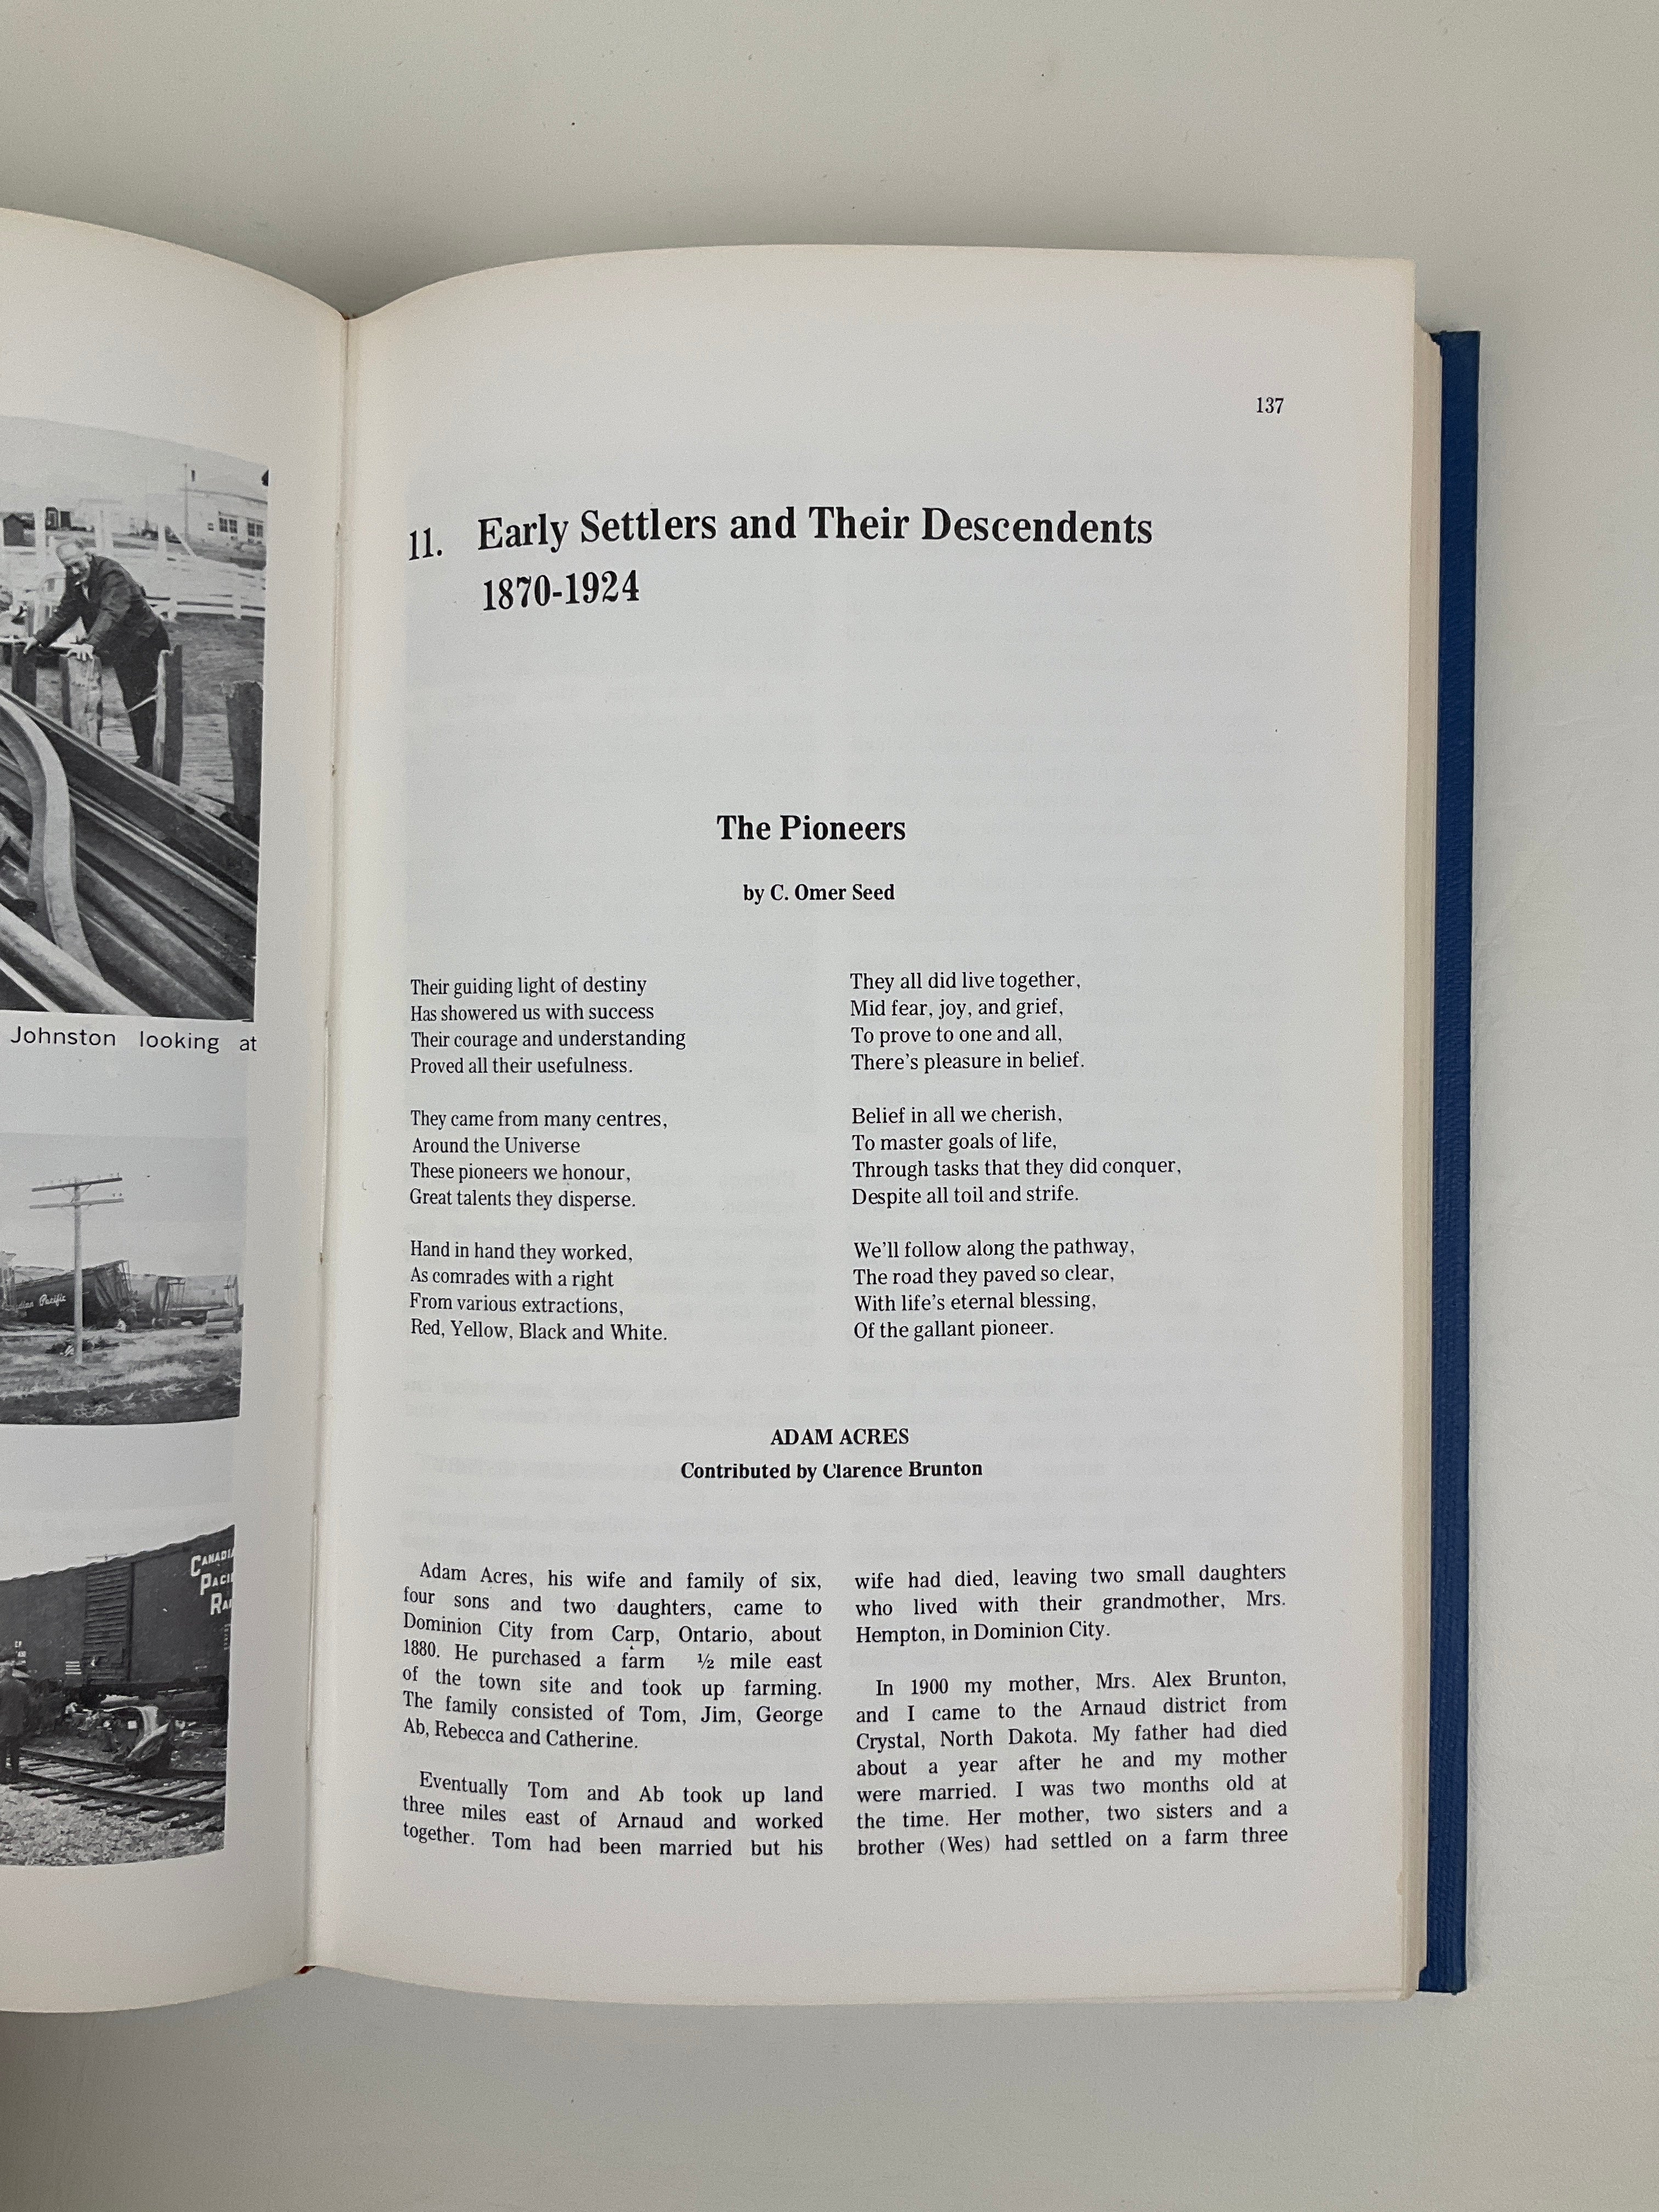 Johnston looking at
Canadian Pacific
CANADIA
PACI
RA
CP
137
11. Early Settlers and Their Descendents
1870-1924
The Pioneers
by C. Omer Seed
Their guiding light of destiny
Has showered us with success
Their courage and understanding
Proved all their usefulness.
They came from many centres,
Around the Universe
These pioneers we honour,
Great talents they disperse.
Hand in hand they worked,
As comrades with a right
From various extractions,
Red, Yellow, Black and White.
They all did live together,
Mid fear, joy, and grief,
To prove to one and all,
There's pleasure in belief.
Belief in all we cherish,
To master goals of life,
Through tasks that they did conquer,
Despite all toil and strife.
We'll follow along the pathway,
The road they paved so clear,
With life's eternal blessing,
Of the gallant pioneer.
ADAM ACRES
Contributed by Clarence Brunton
Adam Acres, his wife and family of six,
four sons and two daughters, came to
Dominion City from Carp, Ontario, about
1880. He purchased a farm ½ mile east
of the town site and took up farming.
The family consisted of Tom, Jim, George
Ab, Rebecca and Catherine.
Eventually Tom and Ab took up land
three miles east of Arnaud and worked
together. Tom had been married but his
wife had died, leaving two small daughters
who lived with their grandmother, Mrs.
Hempton, in Dominion City.
In 1900 my mother, Mrs. Alex Brunton,
and I came to the Arnaud district from
Crystal, North Dakota. My father had died
about a year after he and my mother
were married. I was two months old at
the time. Her mother, two sisters and a
brother (Wes) had settled on a farm three